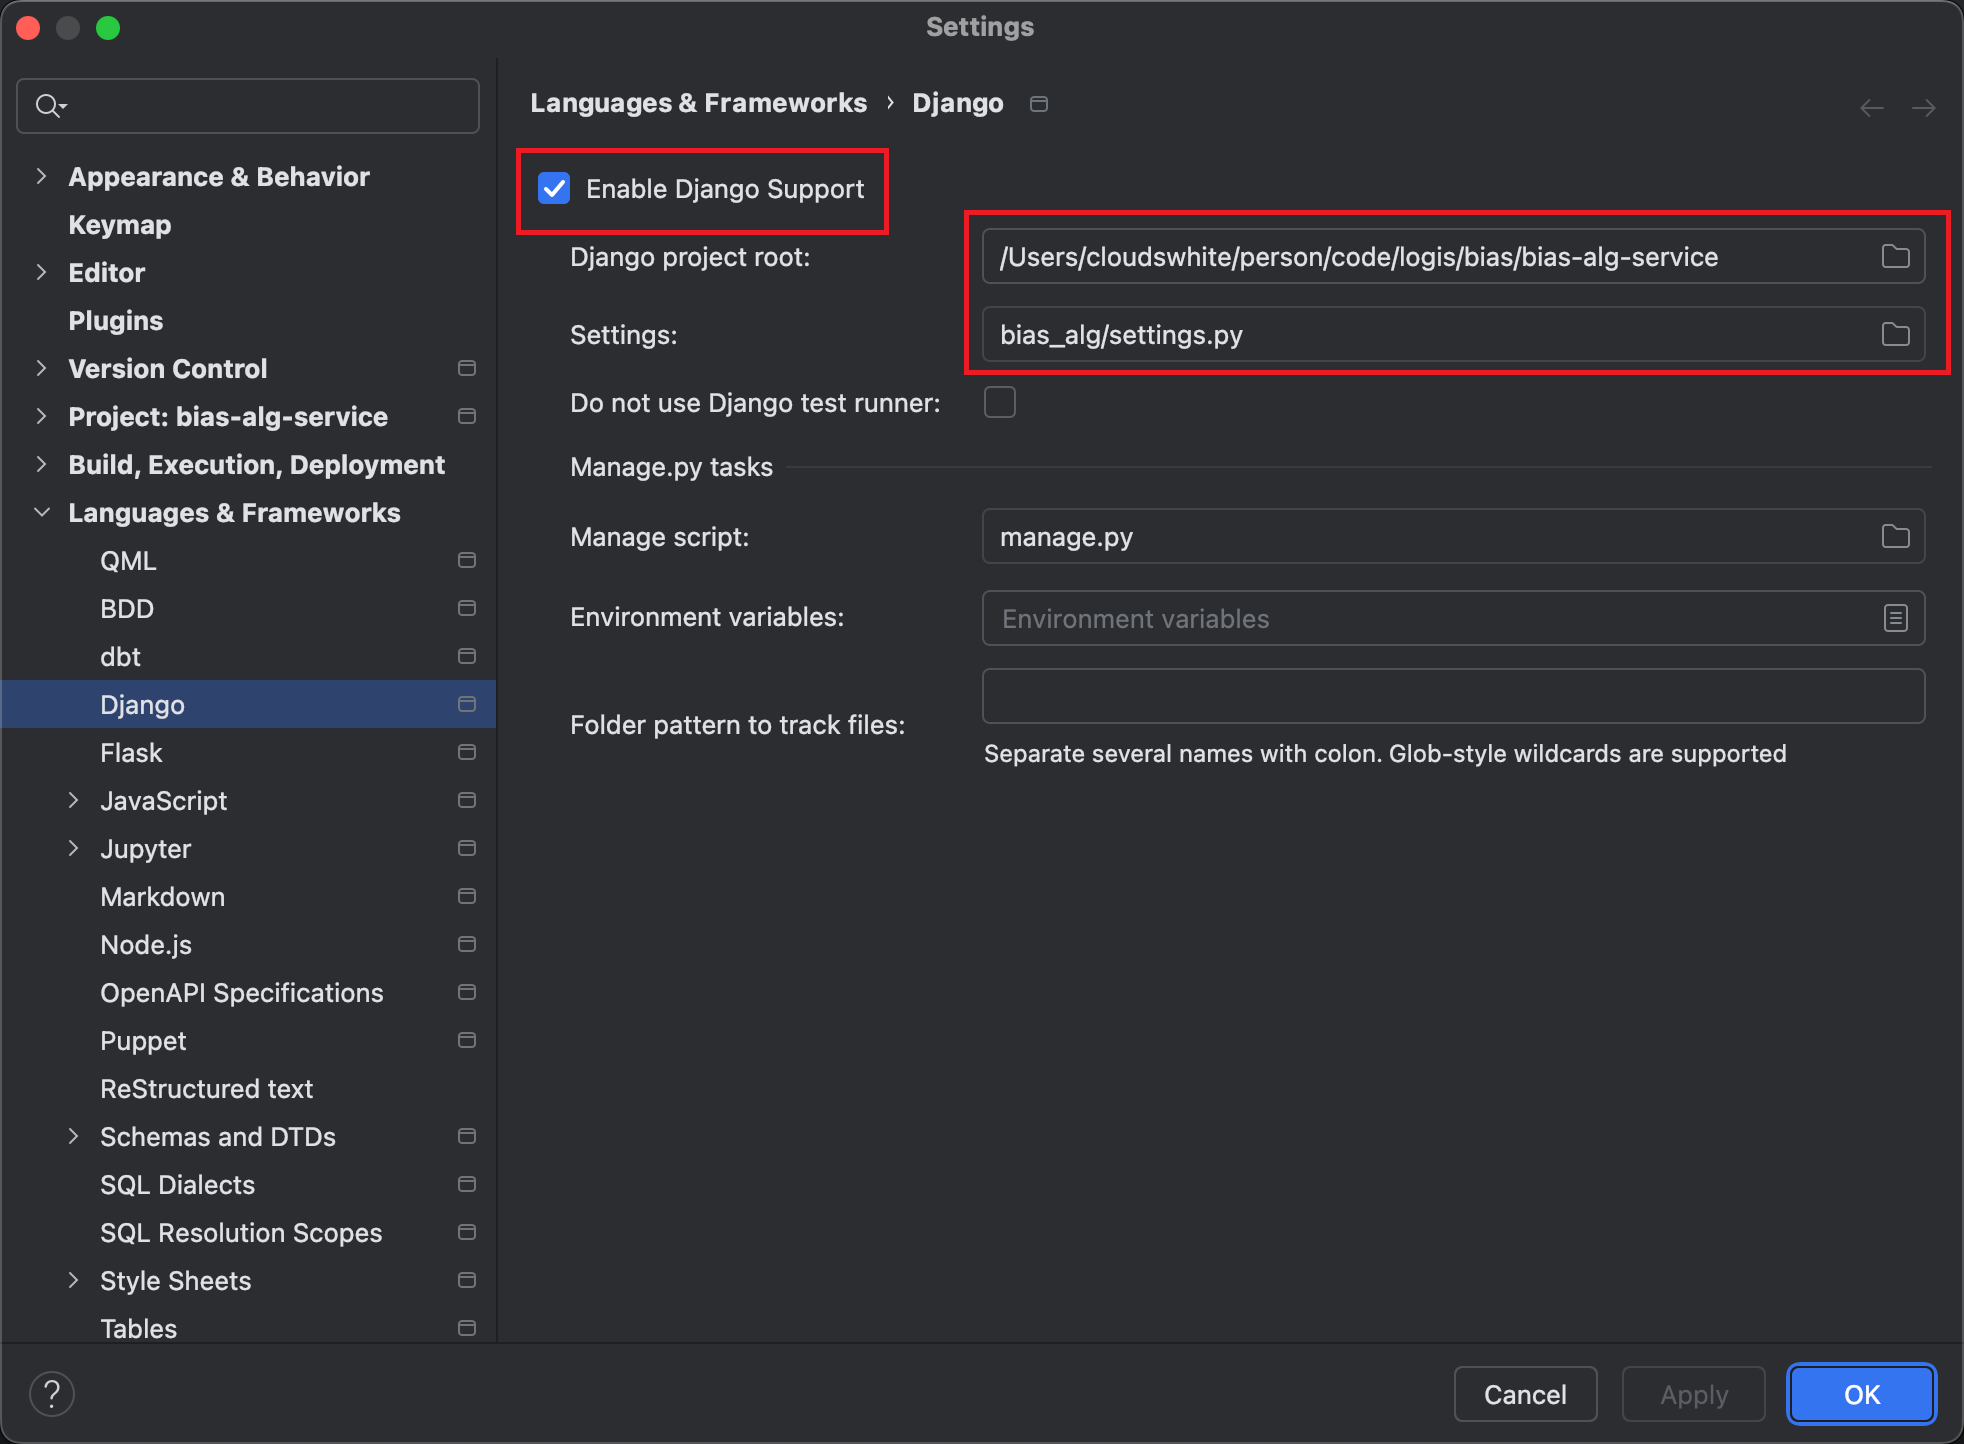 Settings
Languages & Frameworks › Django
Appearance & Behavior
Keymap
Editor
Plugins
Version Control
Project: bias-alg-service
Build, Execution, Deployment
Languages & Frameworks
QML
BDD
dbt
Django
Flask
JavaScript
Jupyter
Markdown
Node.js
OpenAPI Specifications
Puppet
ReStructured text
Schemas and DTDs
SQL Dialects
SQL Resolution Scopes
Style Sheets
Tables
Enable Django Support
Django project root: /Users/cloudswhite/person/code/logis/bias/bias-alg-service
Settings: bias_alg/settings.py
Do not use Django test runner:
Manage.py tasks
Manage script: manage.py
Environment variables: Environment variables
Folder pattern to track files:
Separate several names with colon. Glob-style wildcards are supported
?
Cancel Apply OK